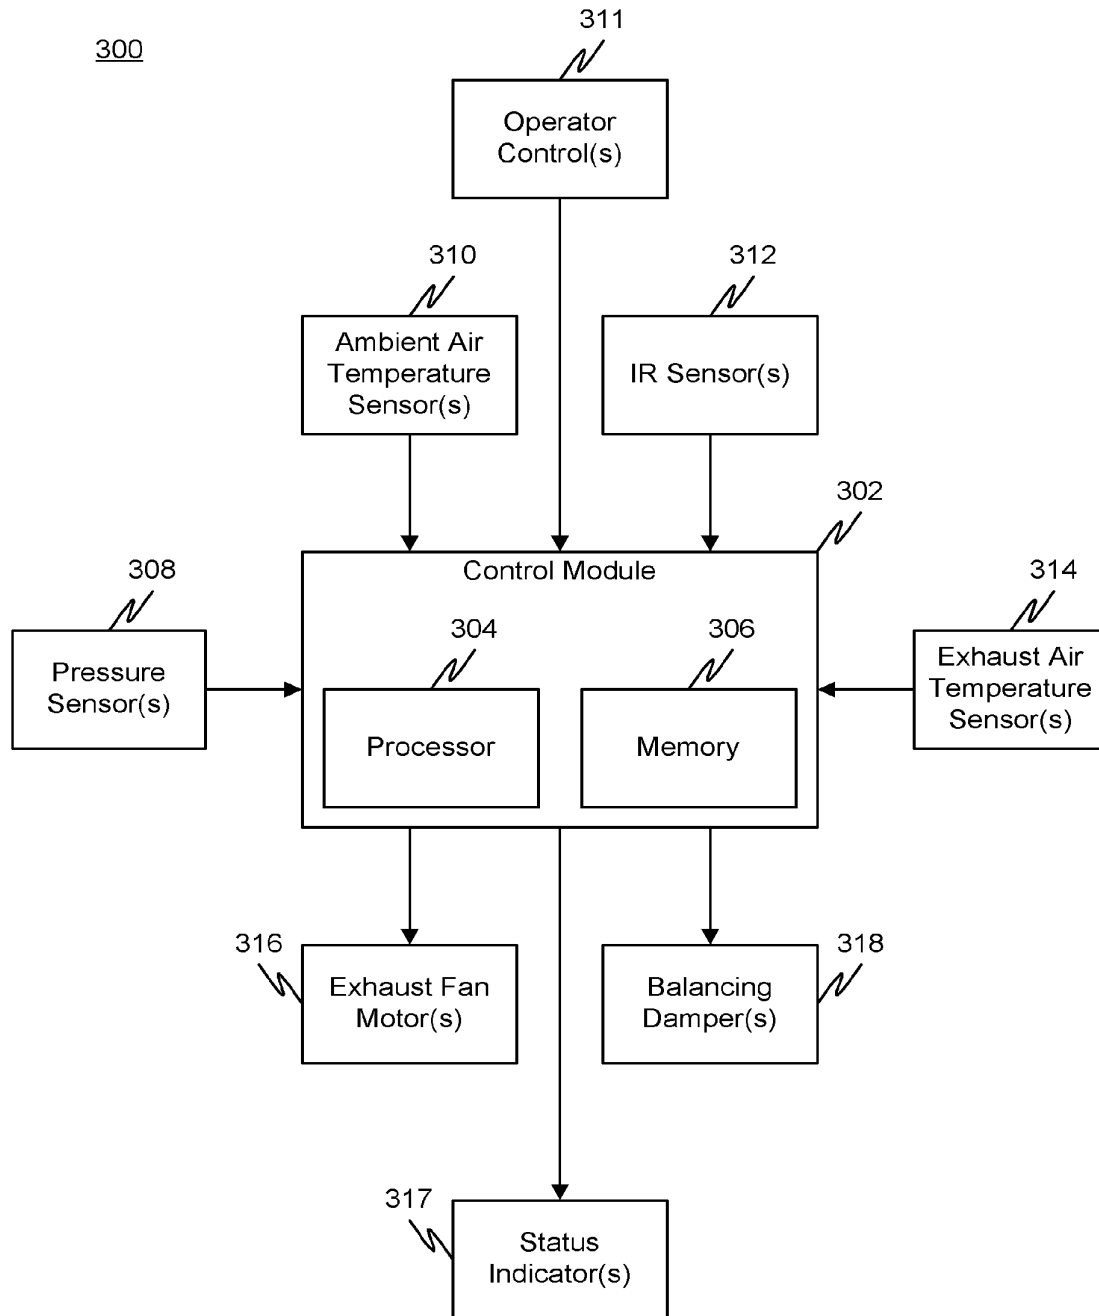 311
300
Operator
Control(s)
310
312
Ambient Air
Temperature
Sensor(s)
IR Sensor(s)
302
Control Module
308
314
304
306
Pressure
Sensor(s)
Exhaust Air
Temperature
Sensor(s)
Processor
Memory
316
318
Exhaust Fan
Motor(s)
Balancing
Damper(s)
317
Status
Indicator(s)